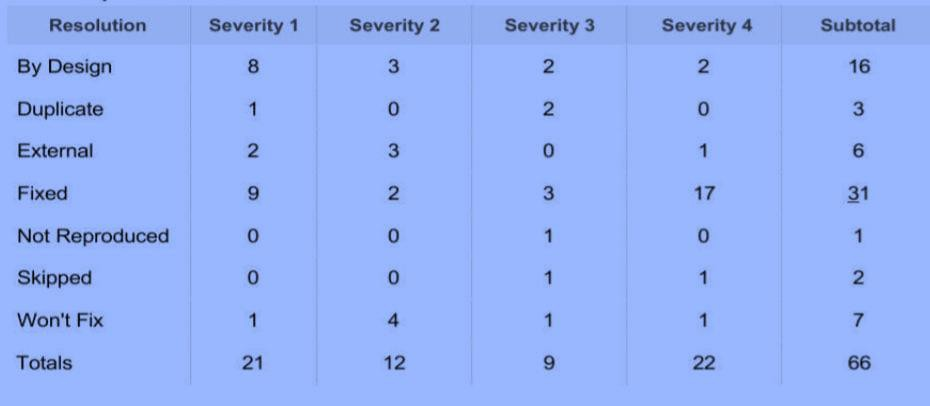 Resolution Severity 1 Severity 2 Severity 3 Severity 4 Subtotal
By Design 8 3 2 2 16
Duplicate 1 0 2 0 3
External 2 3 0 1 6
Fixed 9 2 3 17 31
Not Reproduced 0 0 1 0 1
Skipped 0 0 1 1 2
Won't Fix 1 4 1 1 7
Totals 21 12 9 22 66